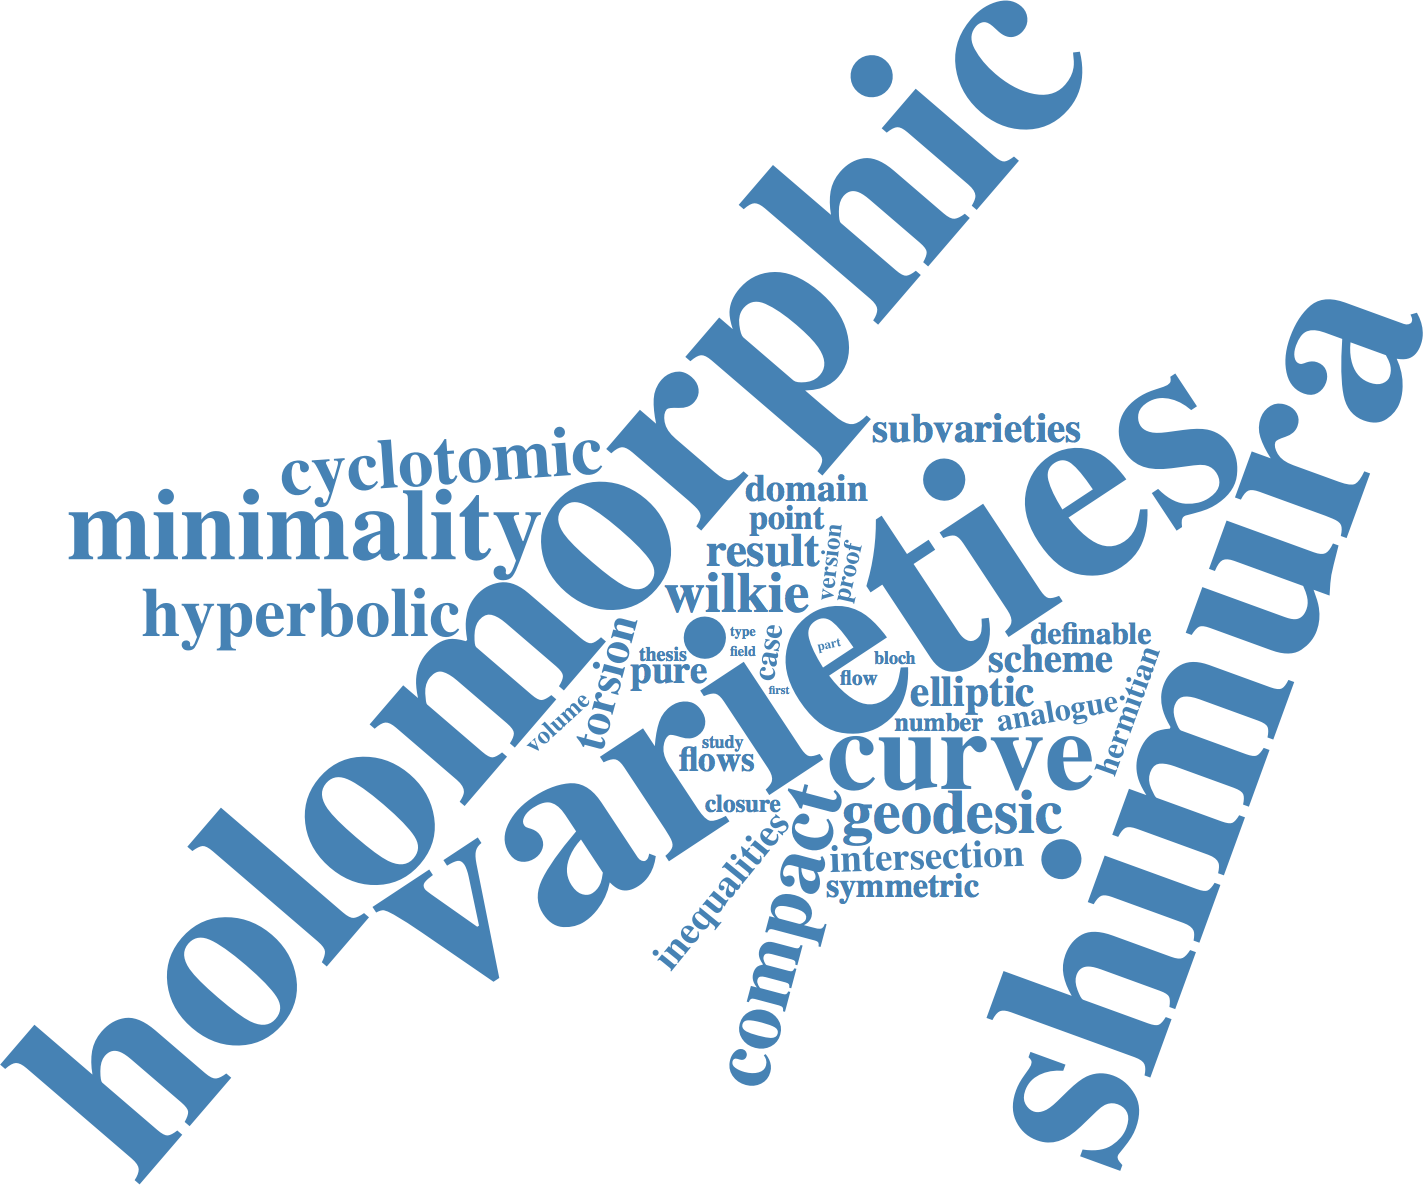 holomorphic
shimura
varieties
subvarieties
cyclotomic
minimality
hyperbolic
domain
point
result
version
proof
wilkie
type
field
case
part
thesis
pure
first
bloch
flow
definable
scheme
elliptic
hermitian
torsion
volume
number
analogue
study
flows
curve
closure
geodesic
inequalities
compact
intersection
symmetric